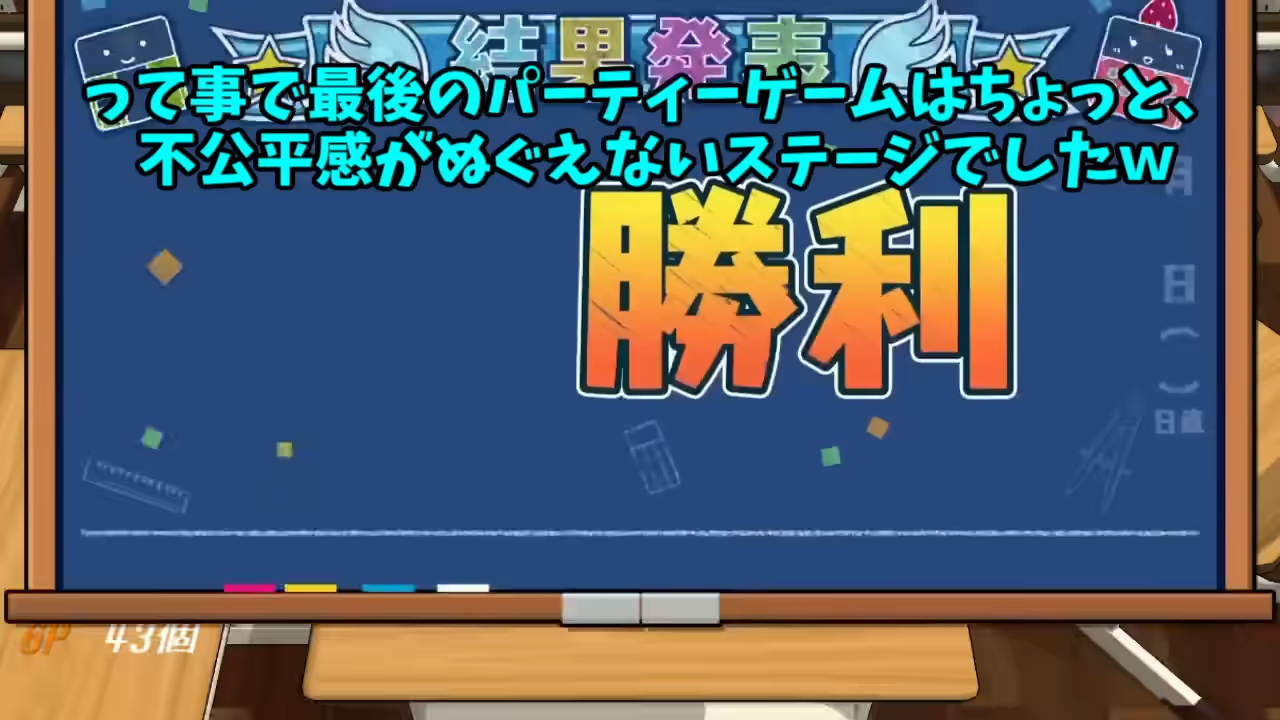 結果発表
って事で最後のパーティーゲームはちょっと、
不公平感がぬぐえないステージでしたw
勝利
月
日
日直
6P 43個